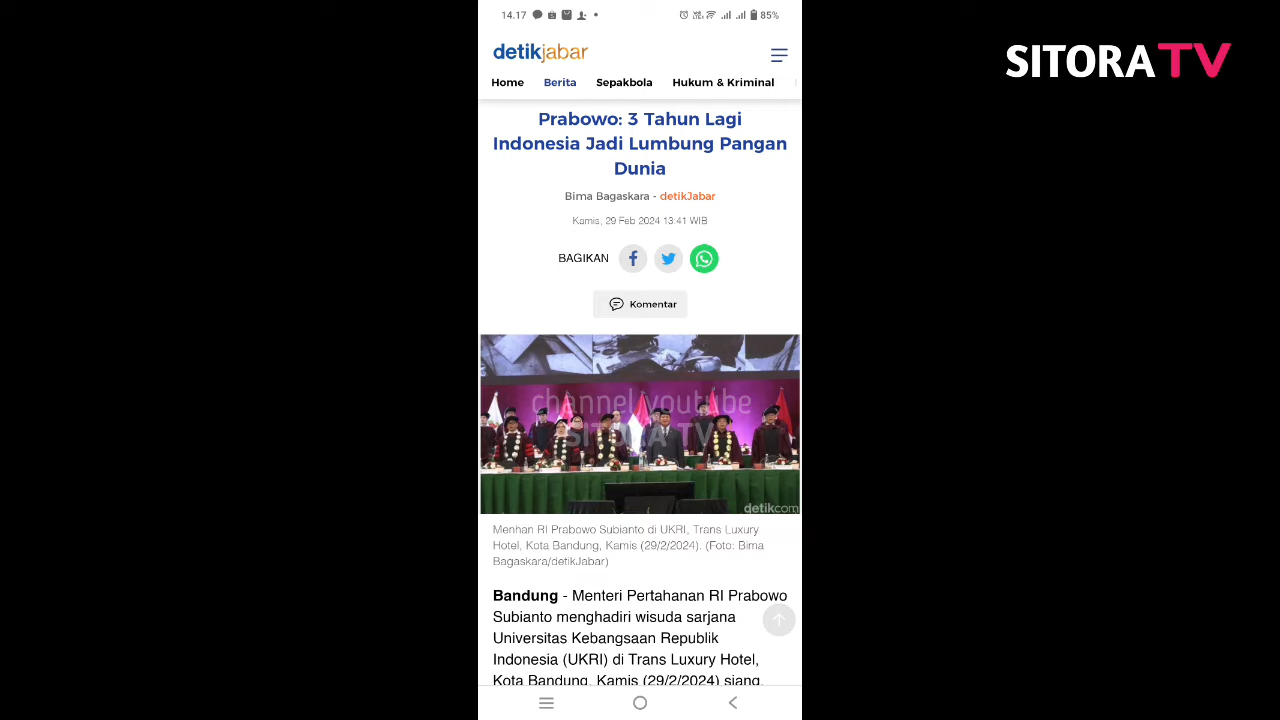 14.17
85%
SITORA TV
detikjabar
Home Berita Sepakbola Hukum & Kriminal
Prabowo: 3 Tahun Lagi
Indonesia Jadi Lumbung Pangan
Dunia
Bima Bagaskara - detikJabar
Kamis, 29 Feb 2024 13:41 WIB
BAGIKAN
Komentar
channel youtube
SITORA TV
detikcom
Menhan RI Prabowo Subianto di UKRI, Trans Luxury
Hotel, Kota Bandung, Kamis (29/2/2024). (Foto: Bima
Bagaskara/detikJabar)
Bandung - Menteri Pertahanan RI Prabowo
Subianto menghadiri wisuda sarjana
Universitas Kebangsaan Republik
Indonesia (UKRI) di Trans Luxury Hotel,
Kota Bandung, Kamis (29/2/2024) siang.